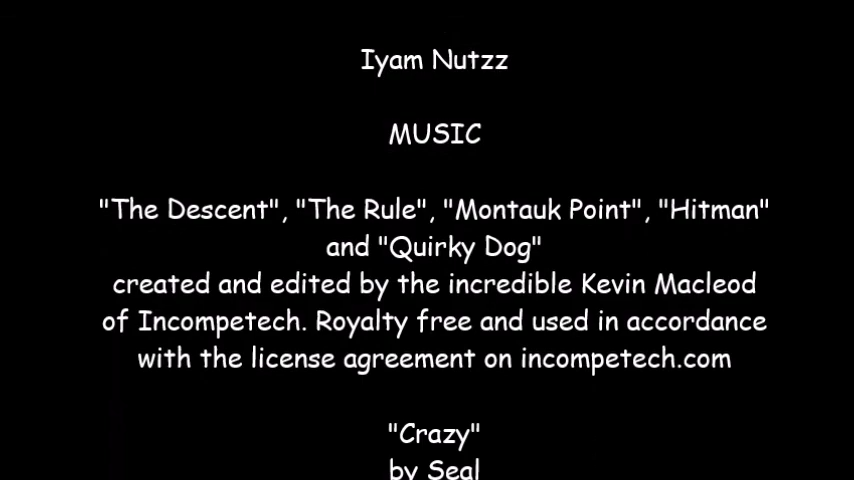 Iyam Nutzz
MUSIC
"The Descent", "The Rule", "Montauk Point", "Hitman"
and "Quirky Dog"
created and edited by the incredible Kevin Macleod
of Incompetech. Royalty free and used in accordance
with the license agreement on incompetech.com
"Crazy"
by Seal